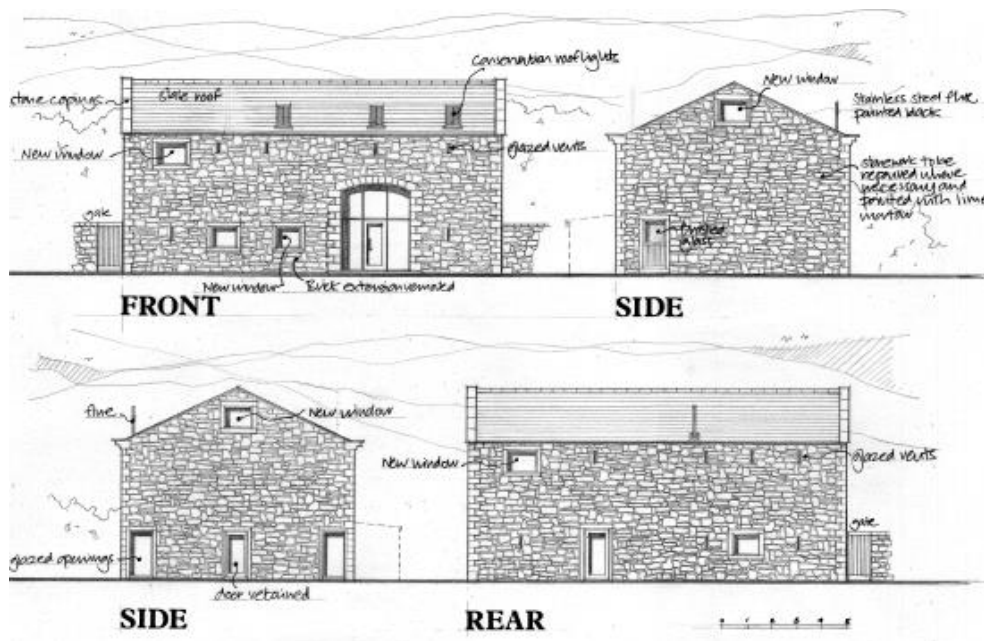 Conservation rooflights
stone copings
Slate roof
New window
Stainless steel flue
painted black
New window
glazed vents
stonework to be
repaired where
necessary and
pointed with lime
mortar
gate
glass
New window
Brick extension removed
FRONT
SIDE
flue
New window
New window
glazed vents
gate
glazed openings
door retained
SIDE
REAR